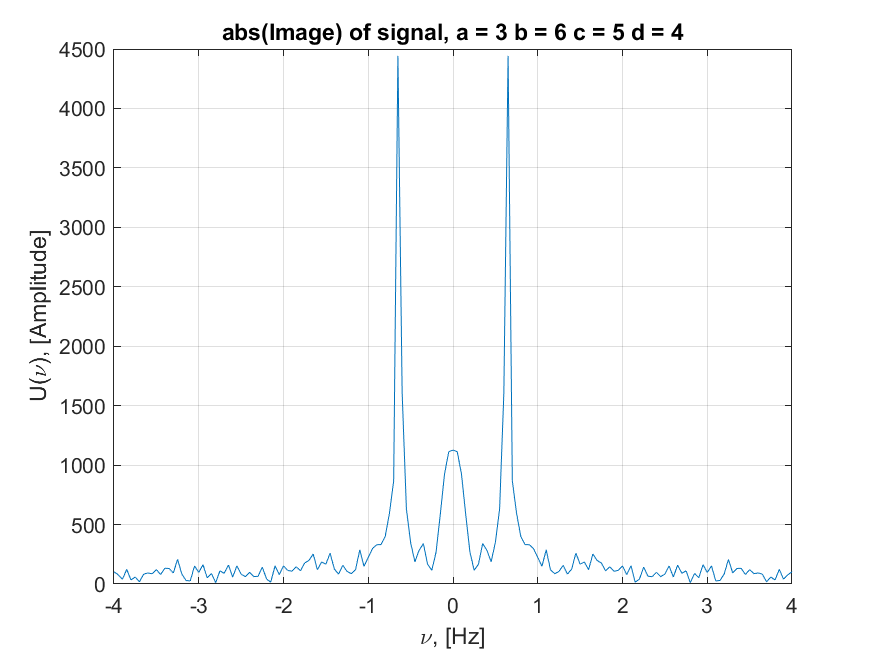 abs(Image) of signal, a = 3 b = 6 c = 5 d = 4
4500
4000
3500
3000
2500
2000
1500
1000
500
0
U(ν), [Amplitude]
-4 -3 -2 -1 0 1 2 3 4
ν, [Hz]